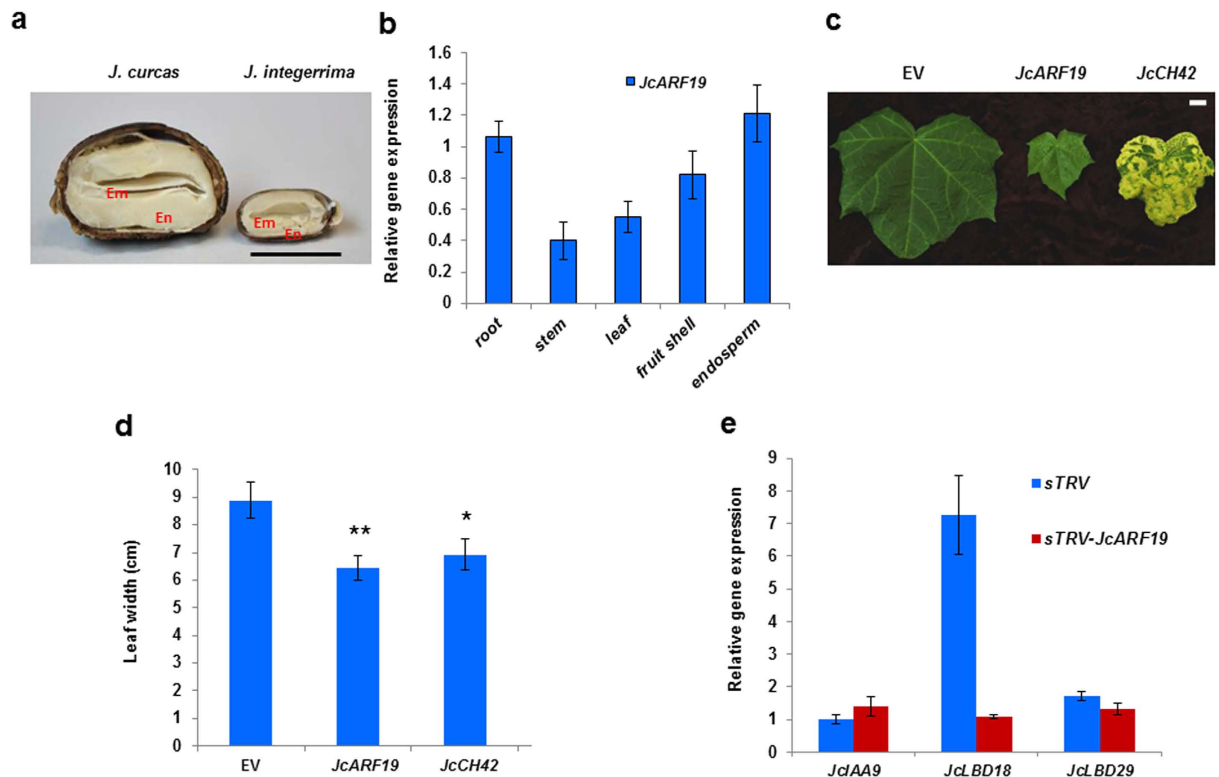 a
J. curcas
J. integerrima
Em
En
Em
En
b
Relative gene expression
1.6
1.4
1.2
1
0.8
0.6
0.4
0.2
0
JcARF19
root
stem
leaf
fruit shell
endosperm
c
EV
JcARF19
JcCH42
d
Leaf width (cm)
10
9
8
7
6
5
4
3
2
1
0
**
*
EV
JcARF19
JcCH42
e
Relative gene expression
9
8
7
6
5
4
3
2
1
0
sTRV
sTRV-JcARF19
JcIAA9
JcLBD18
JcLBD29